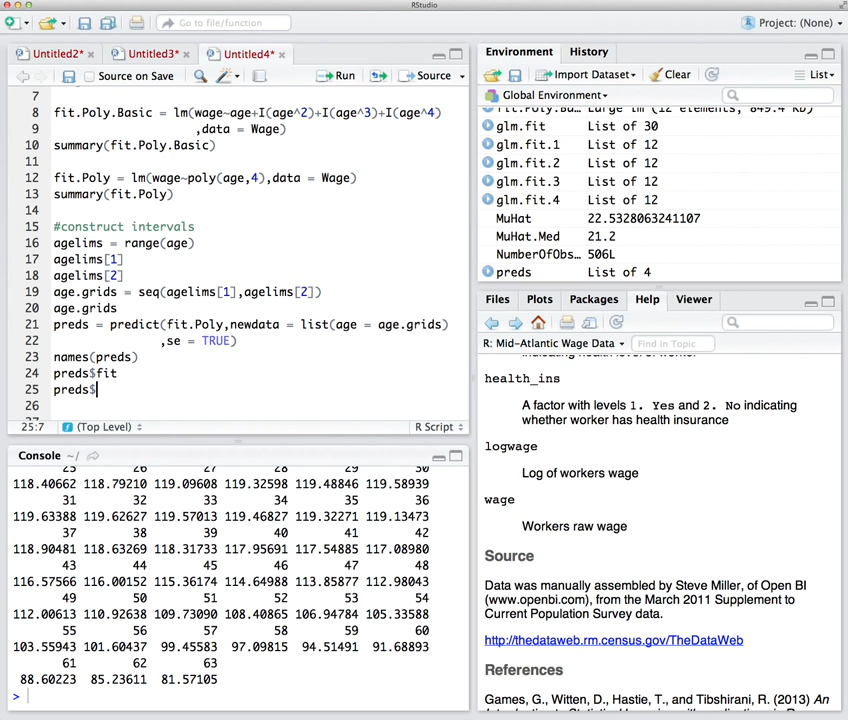 RStudio
Go to file/function
Project: (None)
Untitled2*
Untitled3*
Untitled4*
Source on Save
Run
Source
7
8 fit.Poly.Basic = lm(wage~age+I(age^2)+I(age^3)+I(age^4)
9 ,data = Wage)
10 summary(fit.Poly.Basic)
11
12 fit.Poly = lm(wage~poly(age,4),data = Wage)
13 summary(fit.Poly)
14
15 #construct intervals
16 agelims = range(age)
17 agelims[1]
18 agelims[2]
19 age.grids = seq(agelims[1],agelims[2])
20 age.grids
21 preds = predict(fit.Poly,newdata = list(age = age.grids)
22 ,se = TRUE)
23 names(preds)
24 preds$fit
25 preds$
26
25:7 (Top Level) R Script
Console ~/
25 26 27 28 29 30
118.40662 118.79210 119.09608 119.32598 119.48846 119.58939
31 32 33 34 35 36
119.63388 119.62627 119.57013 119.46827 119.32271 119.13473
37 38 39 40 41 42
118.90481 118.63269 118.31733 117.95691 117.54885 117.08980
43 44 45 46 47 48
116.57566 116.00152 115.36174 114.64988 113.85877 112.98043
49 50 51 52 53 54
112.00613 110.92638 109.73090 108.40865 106.94784 105.33588
55 56 57 58 59 60
103.55943 101.60437 99.45583 97.09815 94.51491 91.68893
61 62 63
88.60223 85.23611 81.57105
>
Environment History
Import Dataset Clear List
Global Environment
fit.Poly.Bu… Large lm (12 elements, 849.4 Kb)
glm.fit List of 30
glm.fit.1 List of 12
glm.fit.2 List of 12
glm.fit.3 List of 12
glm.fit.4 List of 12
MuHat 22.5328063241107
MuHat.Med 21.2
NumberOfObs… 506L
preds List of 4
Files Plots Packages Help Viewer
R: Mid-Atlantic Wage Data
Find in Topic
indicating health level of worker
health_ins
A factor with levels 1. Yes and 2. No indicating
whether worker has health insurance
logwage
Log of workers wage
wage
Workers raw wage
Source
Data was manually assembled by Steve Miller, of Open BI
(www.openbi.com), from the March 2011 Supplement to
Current Population Survey data.
http://thedataweb.rm.census.gov/TheDataWeb
References
Games, G., Witten, D., Hastie, T., and Tibshirani, R. (2013) An